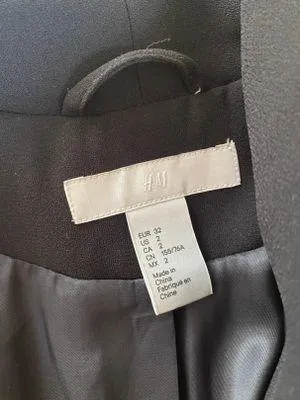 H&M
EUR 32
US 2
CA 2
CN 155/76A
MX 2
Made in
China
Fabriqué en
Chine